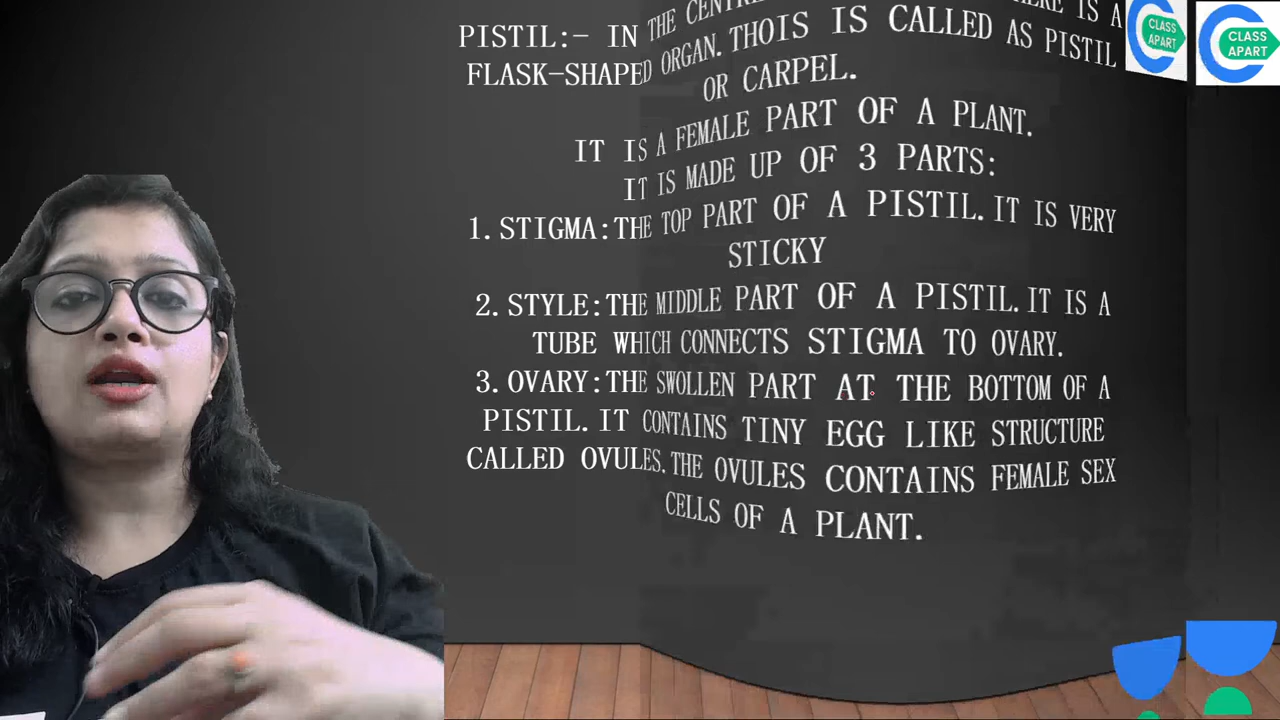 PISTIL:- IN THE CENTRE HERE IS A
FLASK-SHAPED ORGAN. THOIS IS CALLED AS PISTIL
OR CARPEL.
IT IS A FEMALE PART OF A PLANT.
IT IS MADE UP OF 3 PARTS:
1. STIGMA:THE TOP PART OF A PISTIL. IT IS VERY
STICKY
2. STYLE:THE MIDDLE PART OF A PISTIL. IT IS A
TUBE WHICH CONNECTS STIGMA TO OVARY.
3. OVARY:THE SWOLLEN PART AT THE BOTTOM OF A
PISTIL. IT CONTAINS TINY EGG LIKE STRUCTURE
CALLED OVULES. THE OVULES CONTAINS FEMALE SEX
CELLS OF A PLANT.
CLASS
APART
CLASS
APART